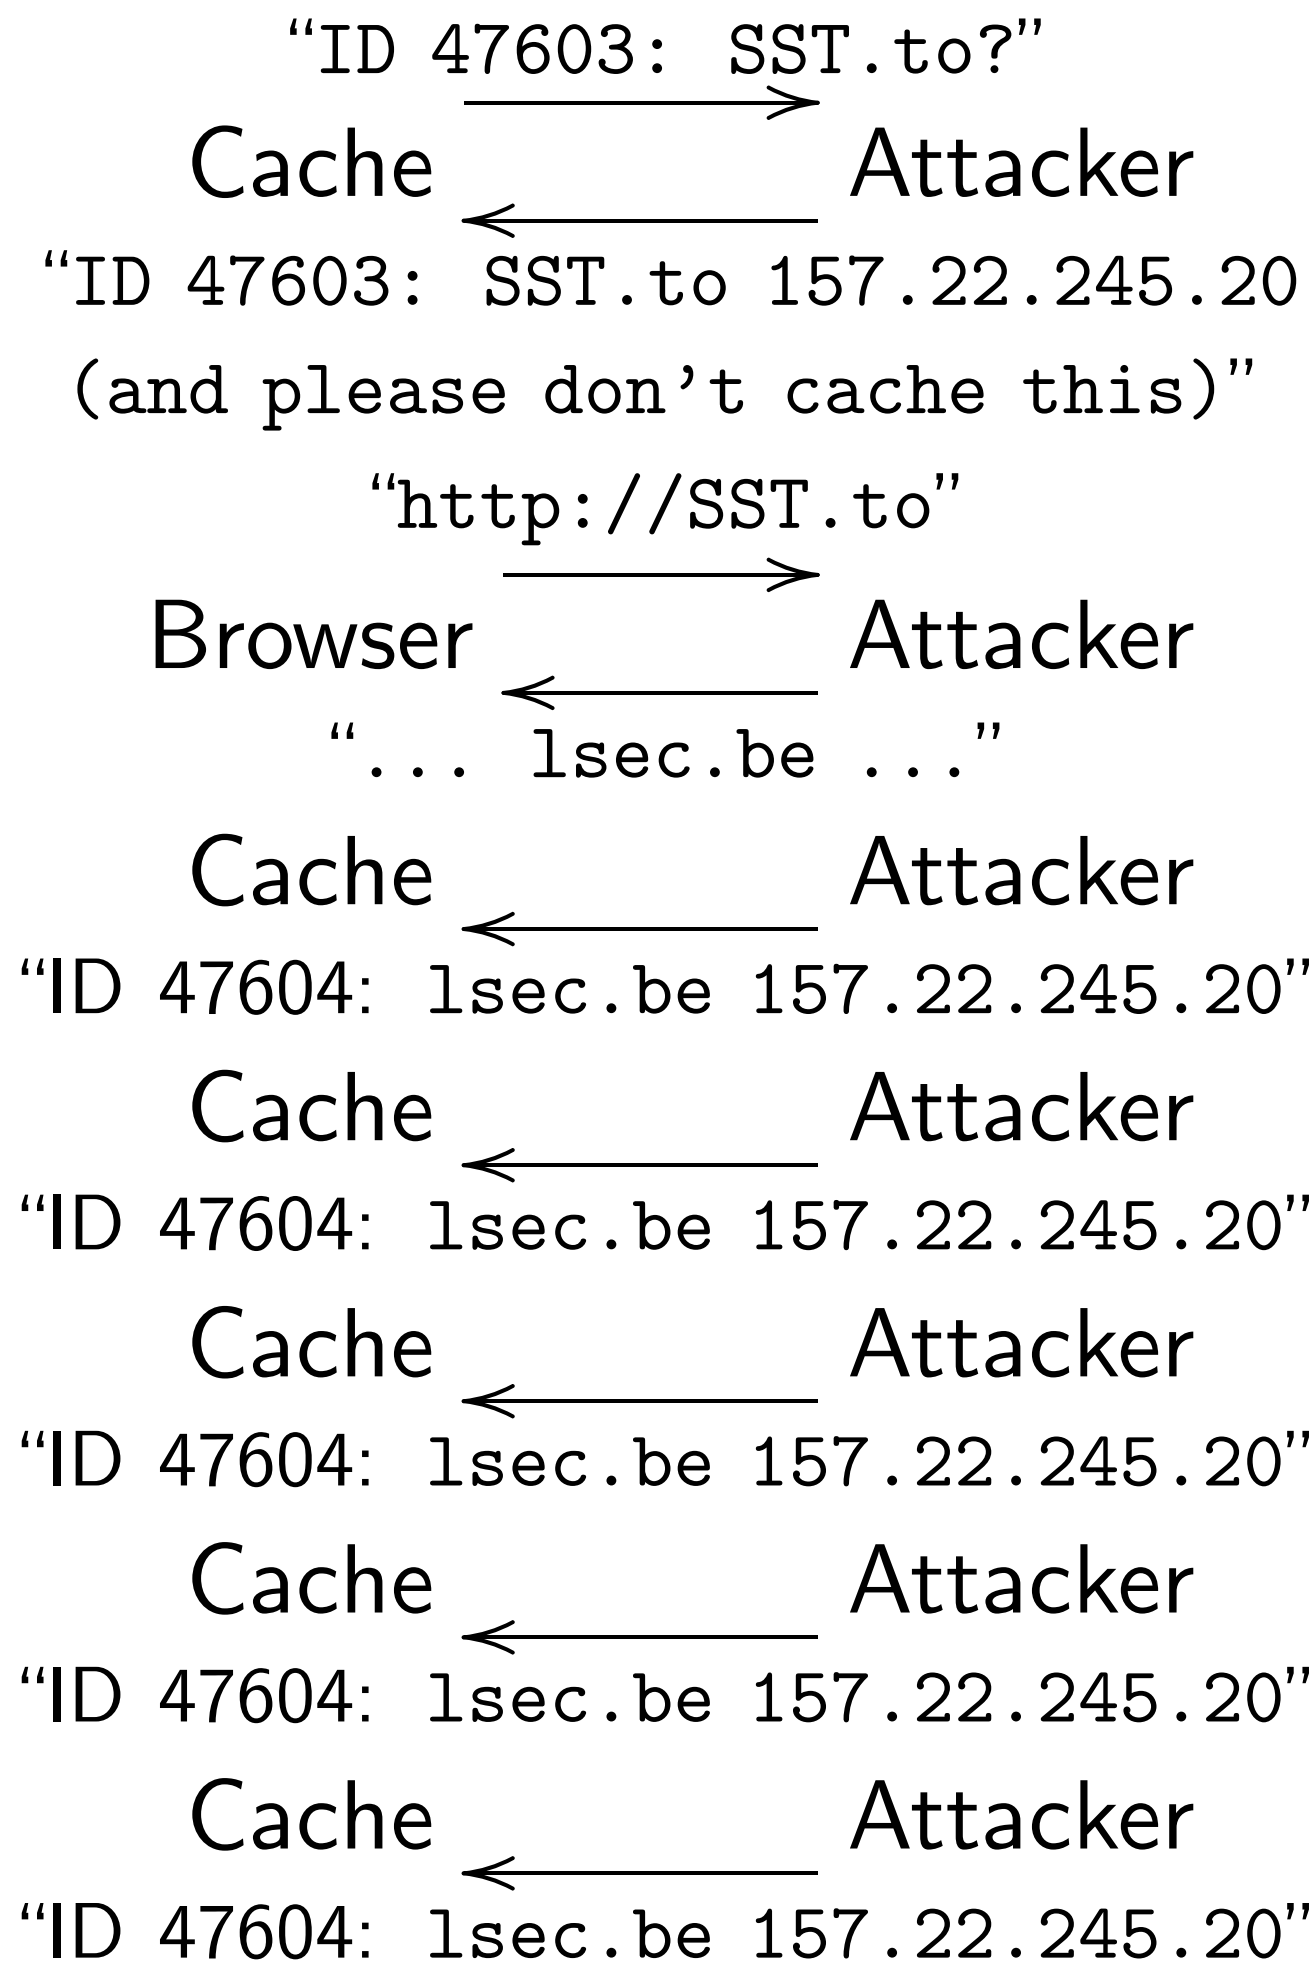 “ID 47603: SST.to?”
Cache Attacker
“ID 47603: SST.to 157.22.245.20
(and please don’t cache this)”
“http://SST.to”
Browser Attacker
“... lsec.be ...”
Cache Attacker
“ID 47604: lsec.be 157.22.245.20”
Cache Attacker
“ID 47604: lsec.be 157.22.245.20”
Cache Attacker
“ID 47604: lsec.be 157.22.245.20”
Cache Attacker
“ID 47604: lsec.be 157.22.245.20”
Cache Attacker
“ID 47604: lsec.be 157.22.245.20”